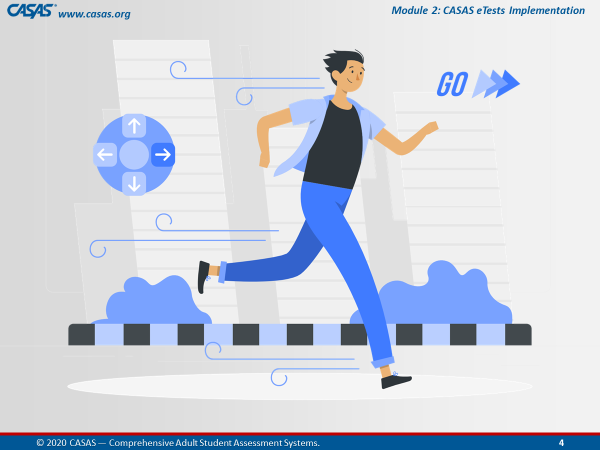 CASAS® www.casas.org
Module 2: CASAS eTests Implementation
GO
© 2020 CASAS — Comprehensive Adult Student Assessment Systems.
4